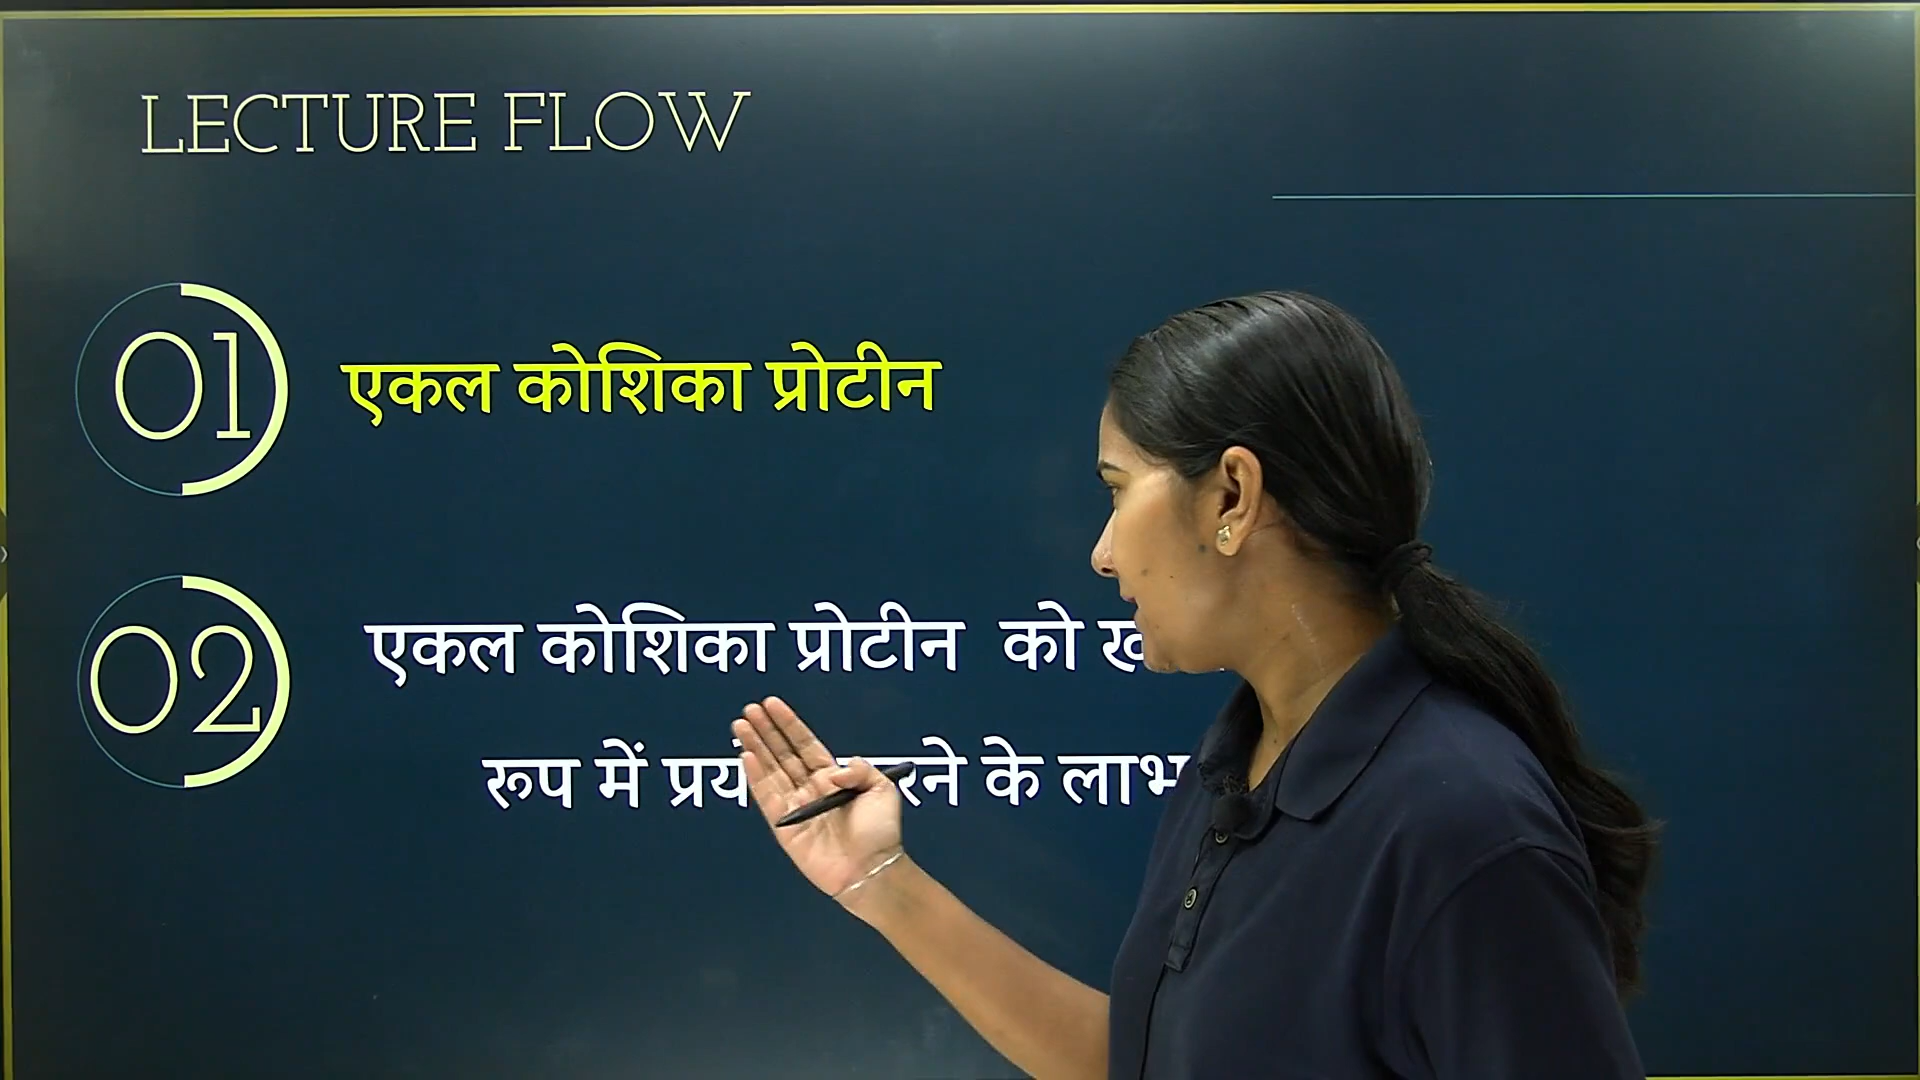 LECTURE FLOW
01
एकल कोशिका प्रोटीन
02
एकल कोशिका प्रोटीन को
रूप में के लाभ